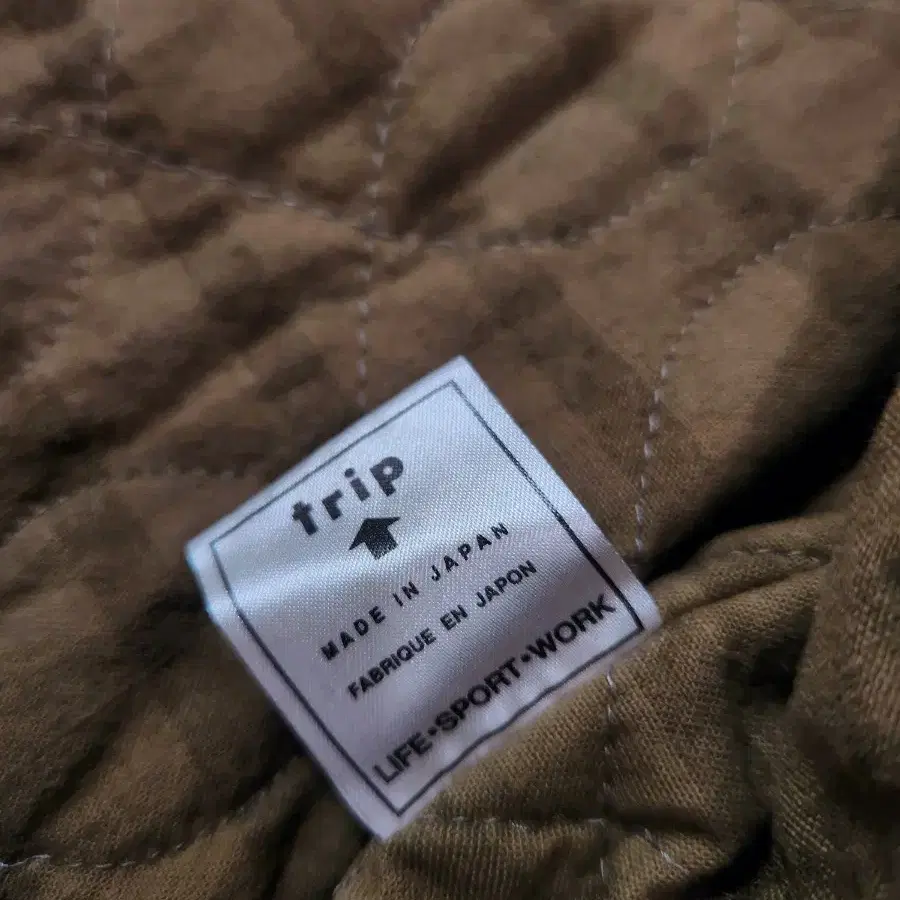 trip
MADE IN JAPAN
FABRIQUE EN JAPON
LIFE•SPORT•WORK